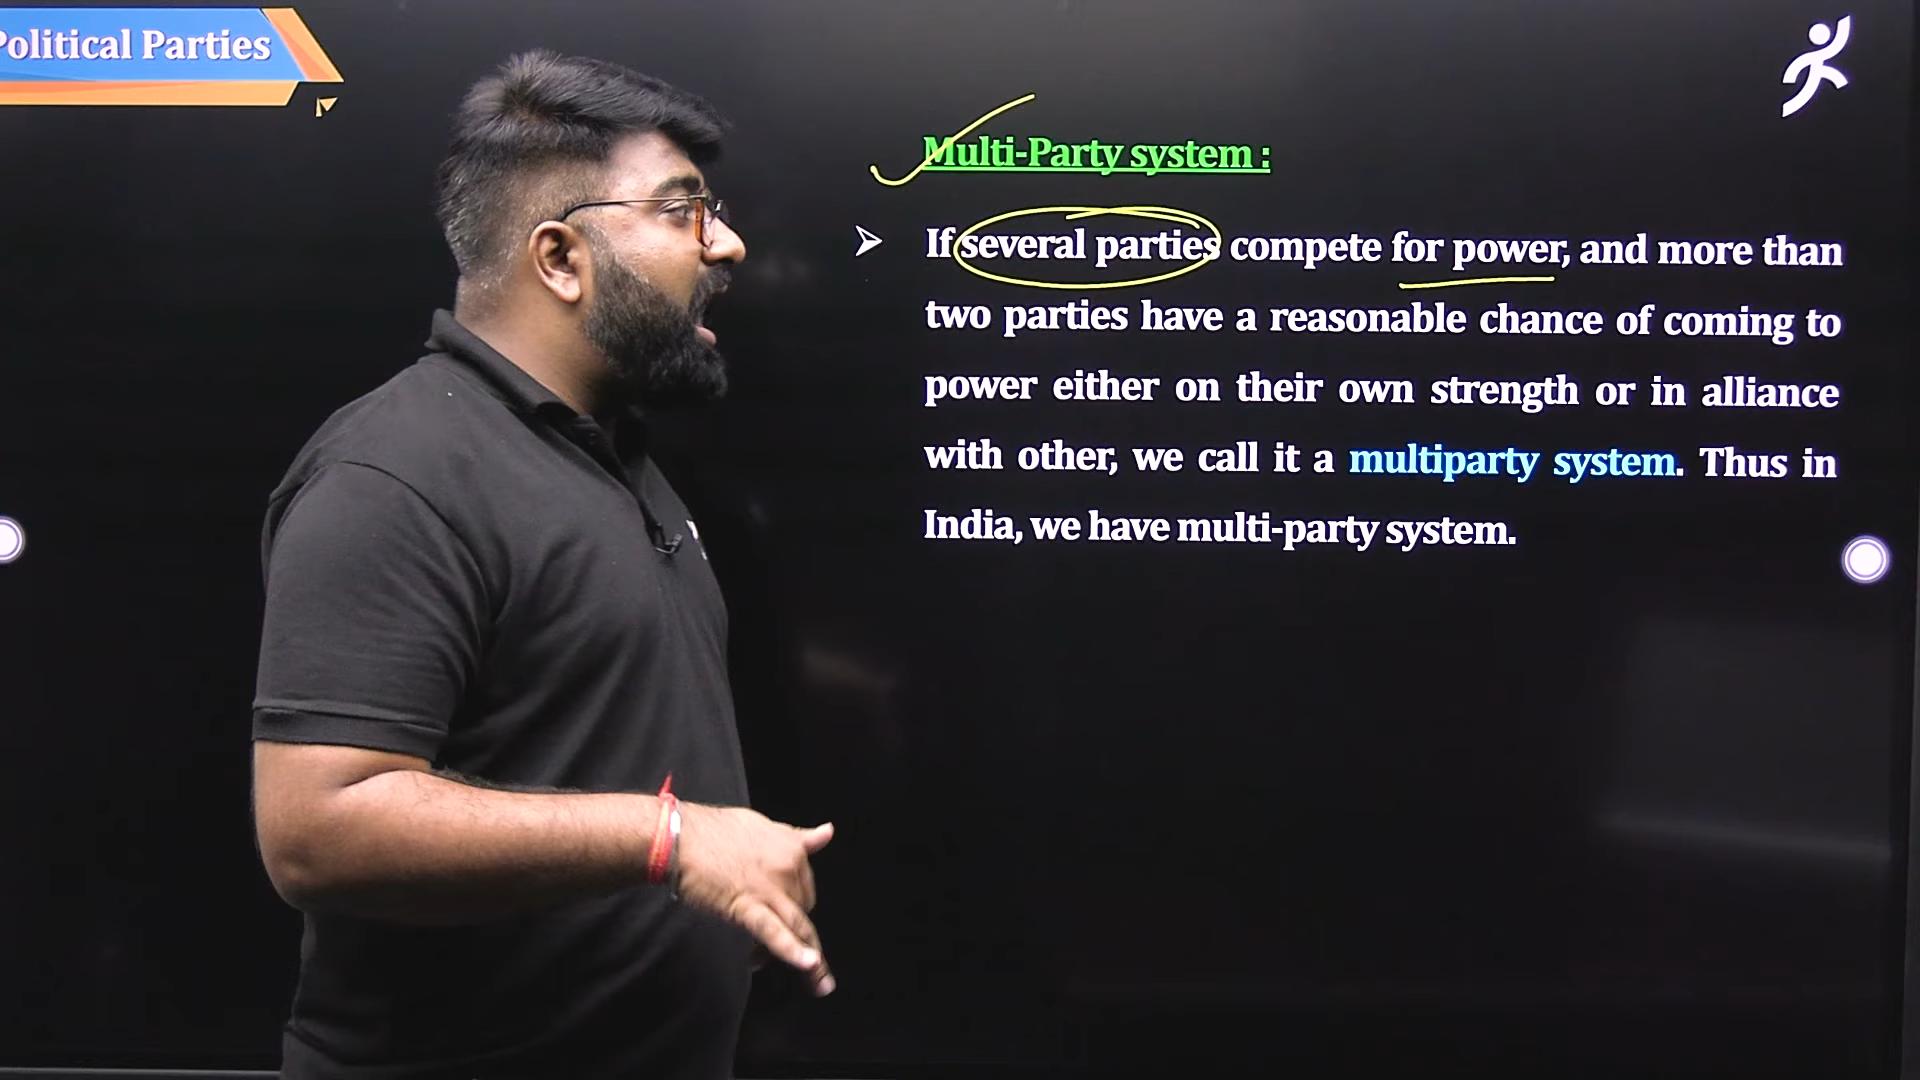 Political Parties
Multi-Party system :
If several parties compete for power, and more than
two parties have a reasonable chance of coming to
power either on their own strength or in alliance
with other, we call it a multiparty system. Thus in
India, we have multi-party system.